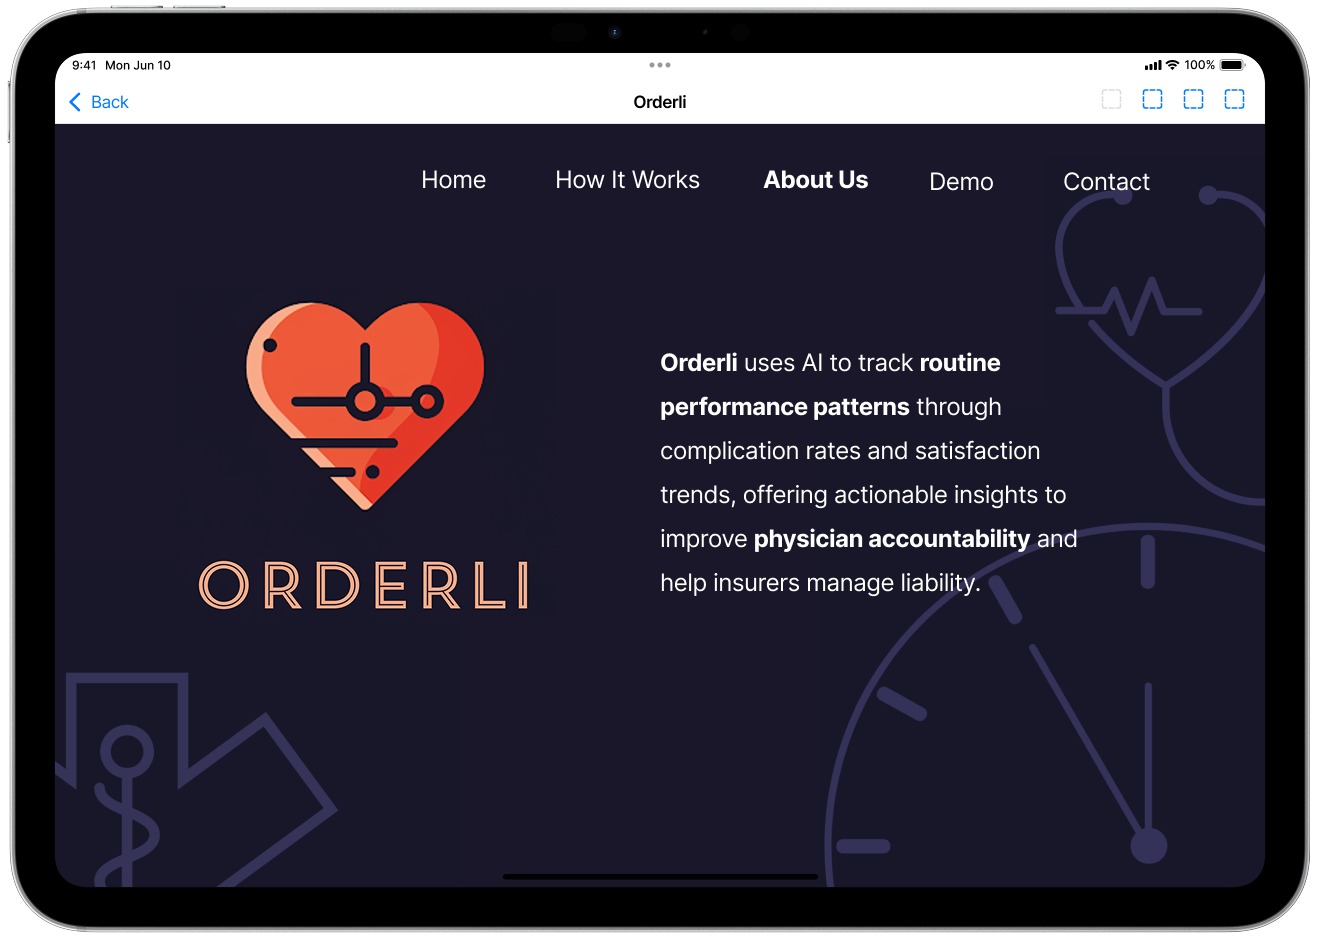 9:41 Mon Jun 10
100%
Back
Orderli
Home How It Works About Us Demo Contact
Orderli uses AI to track routine
performance patterns through
complication rates and satisfaction
trends, offering actionable insights to
improve physician accountability and
help insurers manage liability.
ORDERLI